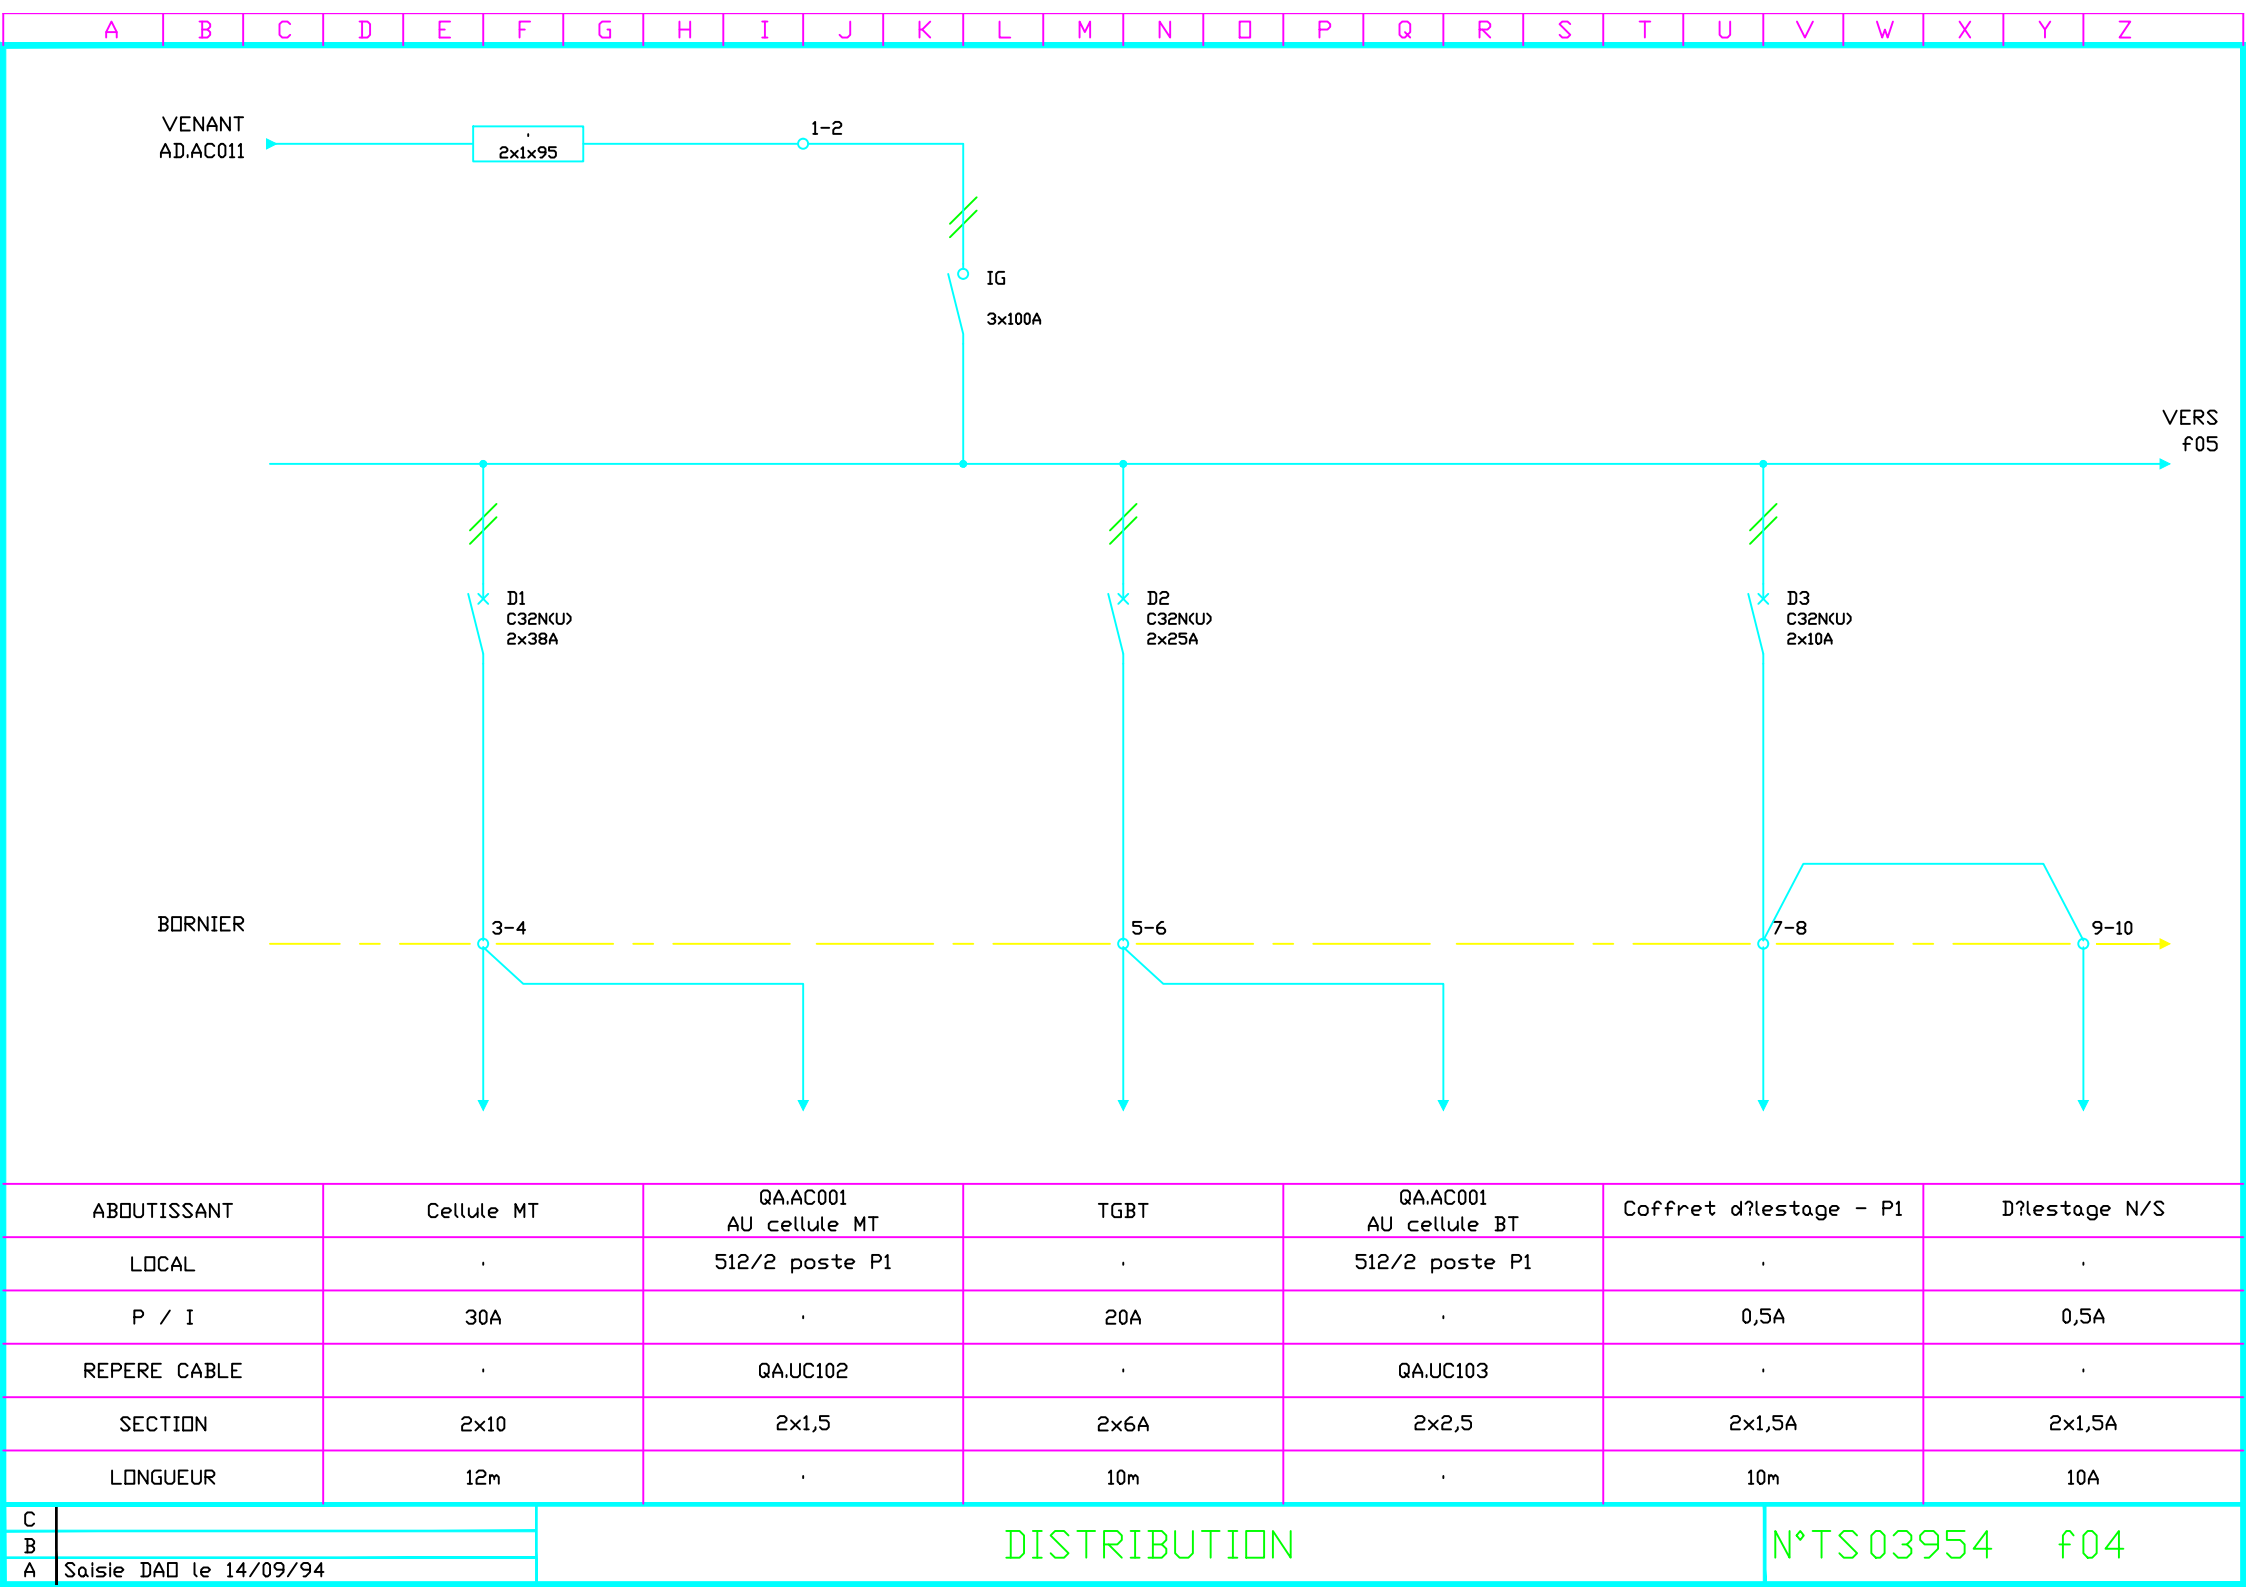 A B C D E F G H I J K L M N O P Q R S T U V W X Y Z
VENANT
AD.AC011
2x1x95
1-2
IG
3x100A
VERS
f05
D1
C32N(U)
2x38A
D2
C32N(U)
2x25A
D3
C32N(U)
2x10A
BORNIER
3-4
5-6
7-8
9-10
ABOUTISSANT
Cellule MT
QA.AC001
AU cellule MT
TGBT
QA.AC001
AU cellule BT
Coffret d?lestage - P1
D?lestage N/S
LOCAL
.
512/2 poste P1
.
512/2 poste P1
.
.
P / I
30A
.
20A
.
0,5A
0,5A
REPERE CABLE
.
QA.UC102
.
QA.UC103
.
.
SECTION
2x10
2x1,5
2x6A
2x2,5
2x1,5A
2x1,5A
LONGUEUR
12m
.
10m
.
10m
10A
C
B
A Saisie DAO le 14/09/94
DISTRIBUTION
N°TS03954 f04